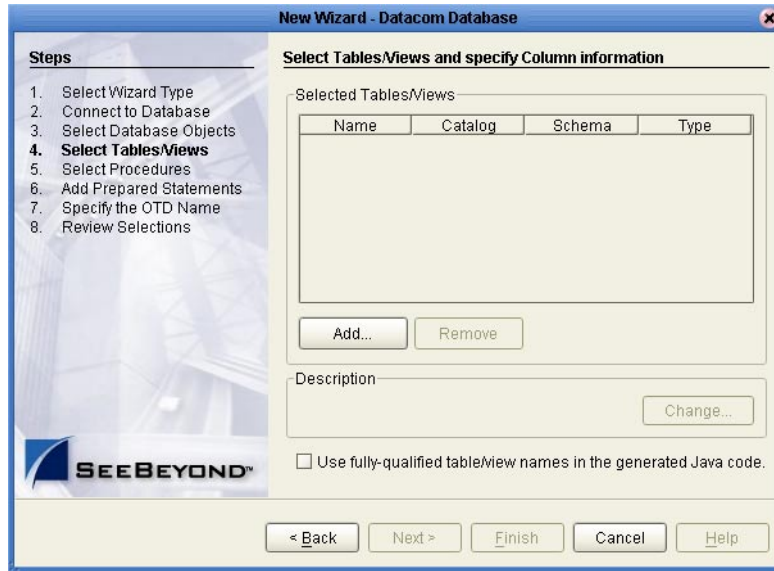 New Wizard - Datacom Database
Steps
1. Select Wizard Type
2. Connect to Database
3. Select Database Objects
4. Select Tables/Views
5. Select Procedures
6. Add Prepared Statements
7. Specify the OTD Name
8. Review Selections
SEEBEYOND™
Select Tables/Views and specify Column information
Selected Tables/Views
Name Catalog Schema Type
Add... Remove
Description
Change...
Use fully-qualified table/view names in the generated Java code.
< Back Next > Finish Cancel Help